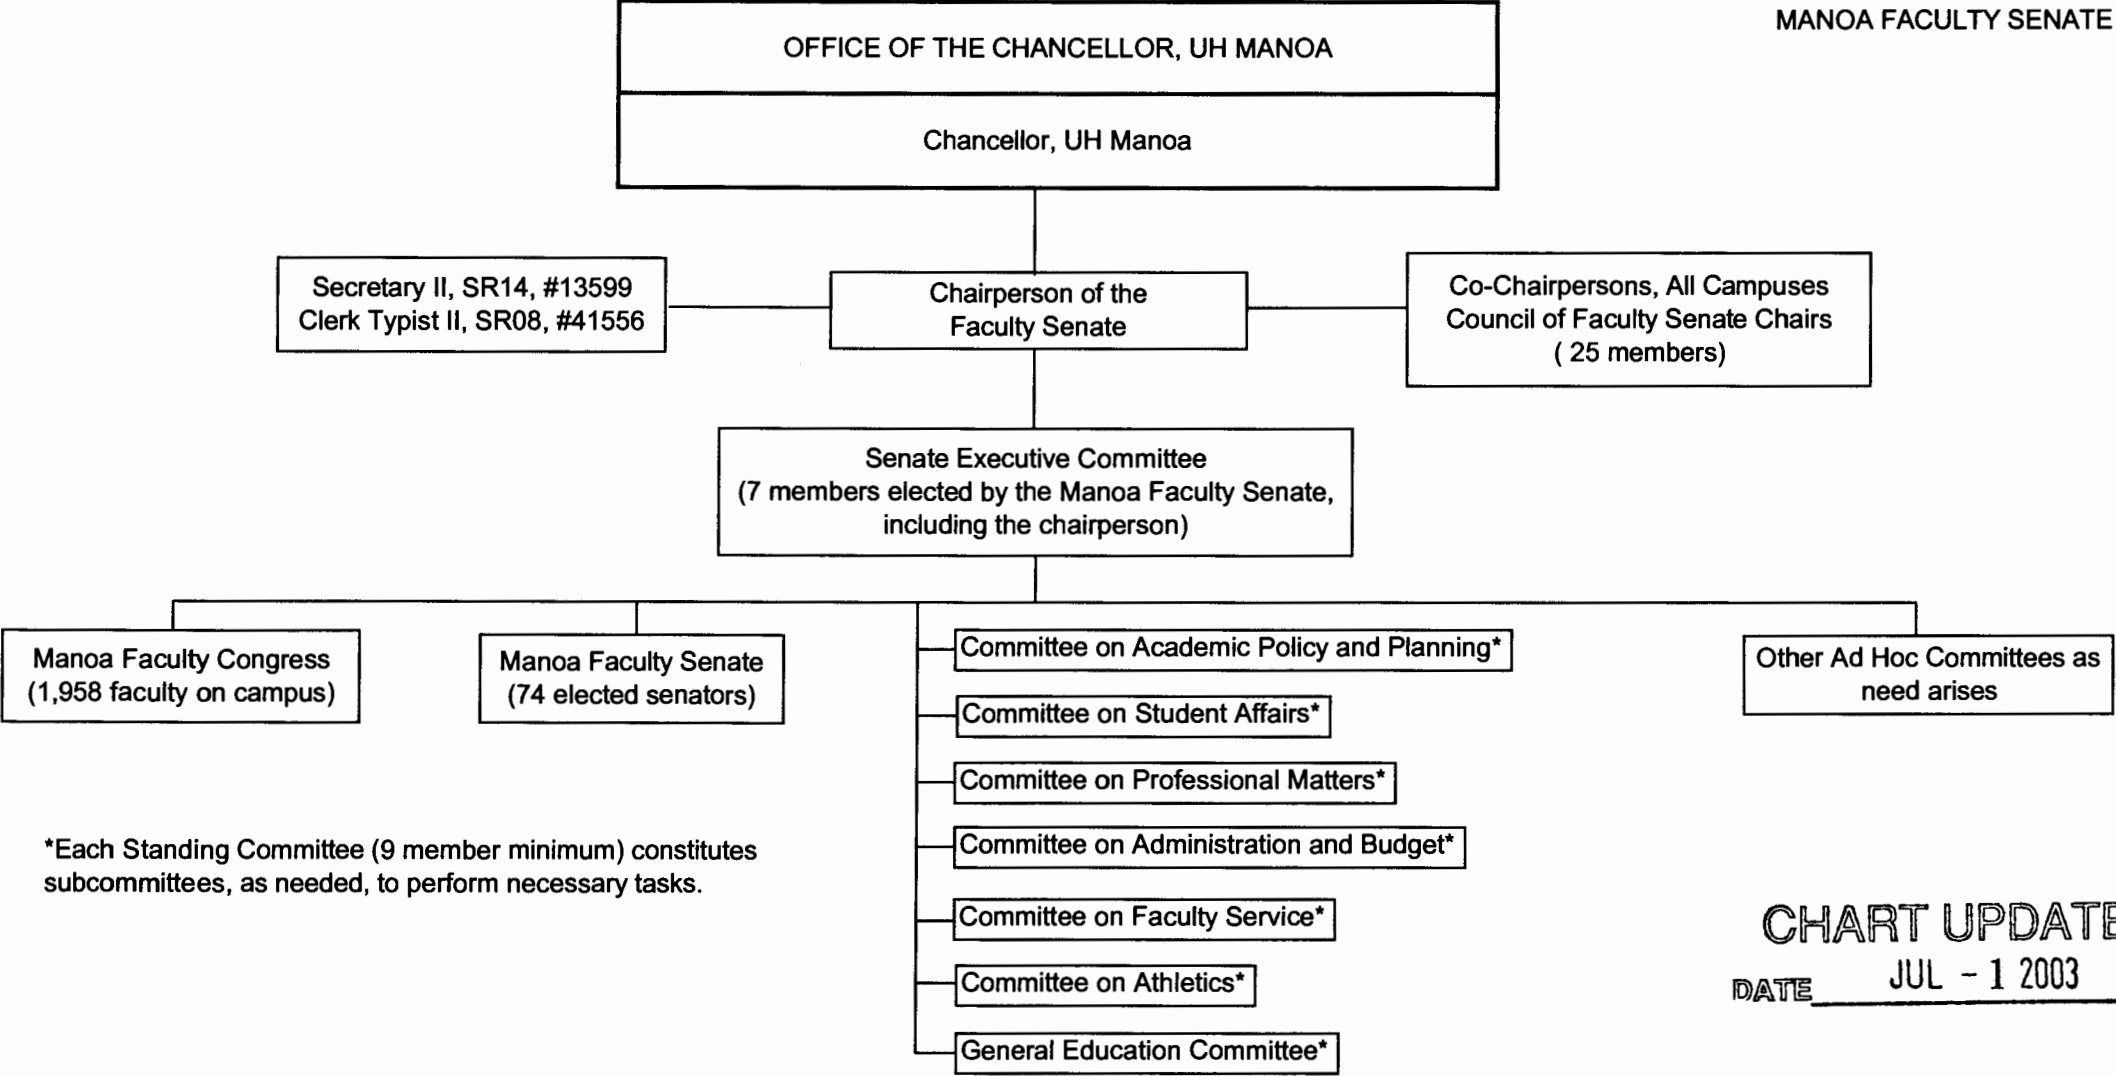 MANOA FACULTY SENATE
OFFICE OF THE CHANCELLOR, UH MANOA
Chancellor, UH Manoa
Secretary II, SR14, #13599
Clerk Typist II, SR08, #41556
Chairperson of the
Faculty Senate
Co-Chairpersons, All Campuses
Council of Faculty Senate Chairs
( 25 members)
Senate Executive Committee
(7 members elected by the Manoa Faculty Senate,
including the chairperson)
Manoa Faculty Congress
(1,958 faculty on campus)
Manoa Faculty Senate
(74 elected senators)
Committee on Academic Policy and Planning*
Committee on Student Affairs*
Committee on Professional Matters*
Committee on Administration and Budget*
Committee on Faculty Service*
Committee on Athletics*
General Education Committee*
Other Ad Hoc Committees as
need arises
*Each Standing Committee (9 member minimum) constitutes
subcommittees, as needed, to perform necessary tasks.
CHART UPDATE
DATE JUL - 1 2003